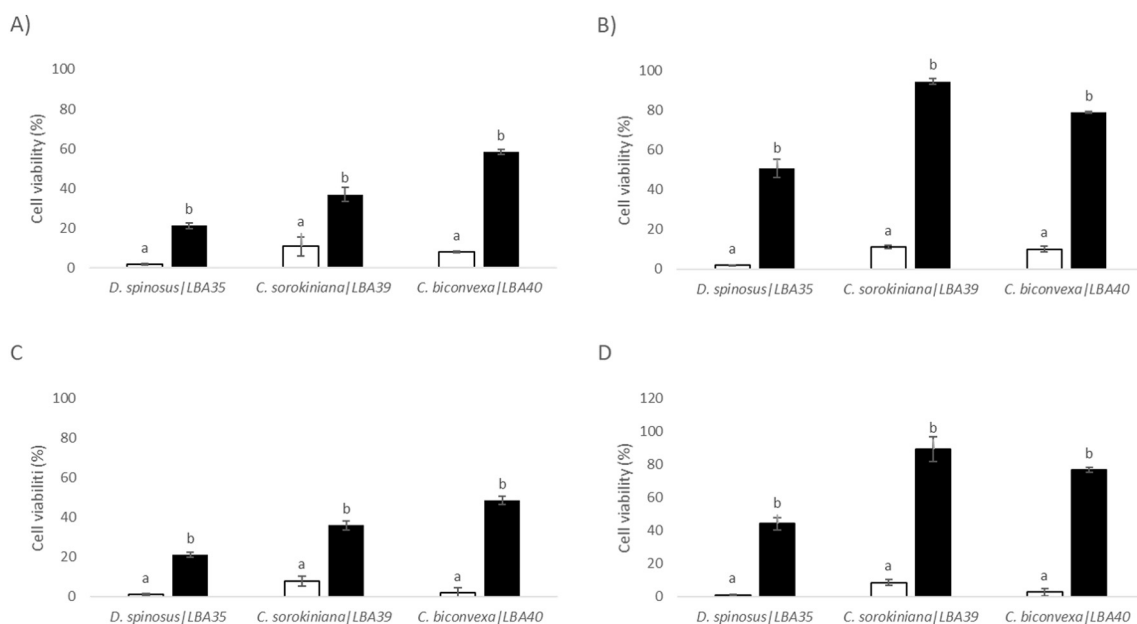 A)
100
80
60
40
20
0
Cell viability (%)
a
b
a
b
a
b
D. spinosus|LBA35
C. sorokiniana|LBA39
C. biconvexa|LBA40
B)
100
80
60
40
20
0
Cell viability (%)
a
b
a
b
a
b
D. spinosus|LBA35
C. sorokiniana|LBA39
C. biconvexa|LBA40
C
100
80
60
40
20
0
Cell viabiliti (%)
a
b
a
b
a
b
D. spinosus|LBA35
C. sorokiniana|LBA39
C. biconvexa|LBA40
D
120
100
80
60
40
20
0
Cell viability (%)
a
b
a
b
a
b
D. spinosus|LBA35
C. sorokiniana|LBA39
C. biconvexa|LBA40